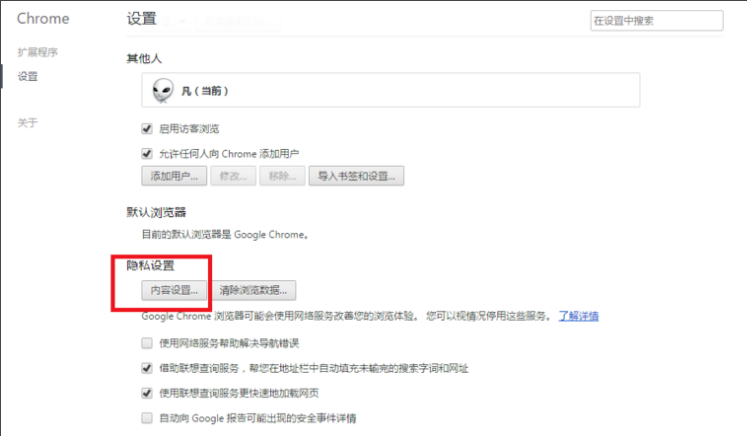 Chrome
设置
在设置中搜索
扩展程序
设置
关于
其他人
凡（当前）
启用访客浏览
允许任何人向 Chrome 添加用户
添加用户... 修改... 移除... 导入书签和设置...
默认浏览器
目前的默认浏览器是 Google Chrome。
隐私设置
内容设置... 清除浏览数据...
Google Chrome 浏览器可能会使用网络服务改善您的浏览体验。 您可以视情况停用这些服务。 了解详情
使用网络服务帮助解决导航错误
借助联想查询服务，帮您在地址栏中自动填充未输完的搜索字词和网址
使用联想查询服务更快速地加载网页
自动向 Google 报告可能出现的安全事件详情